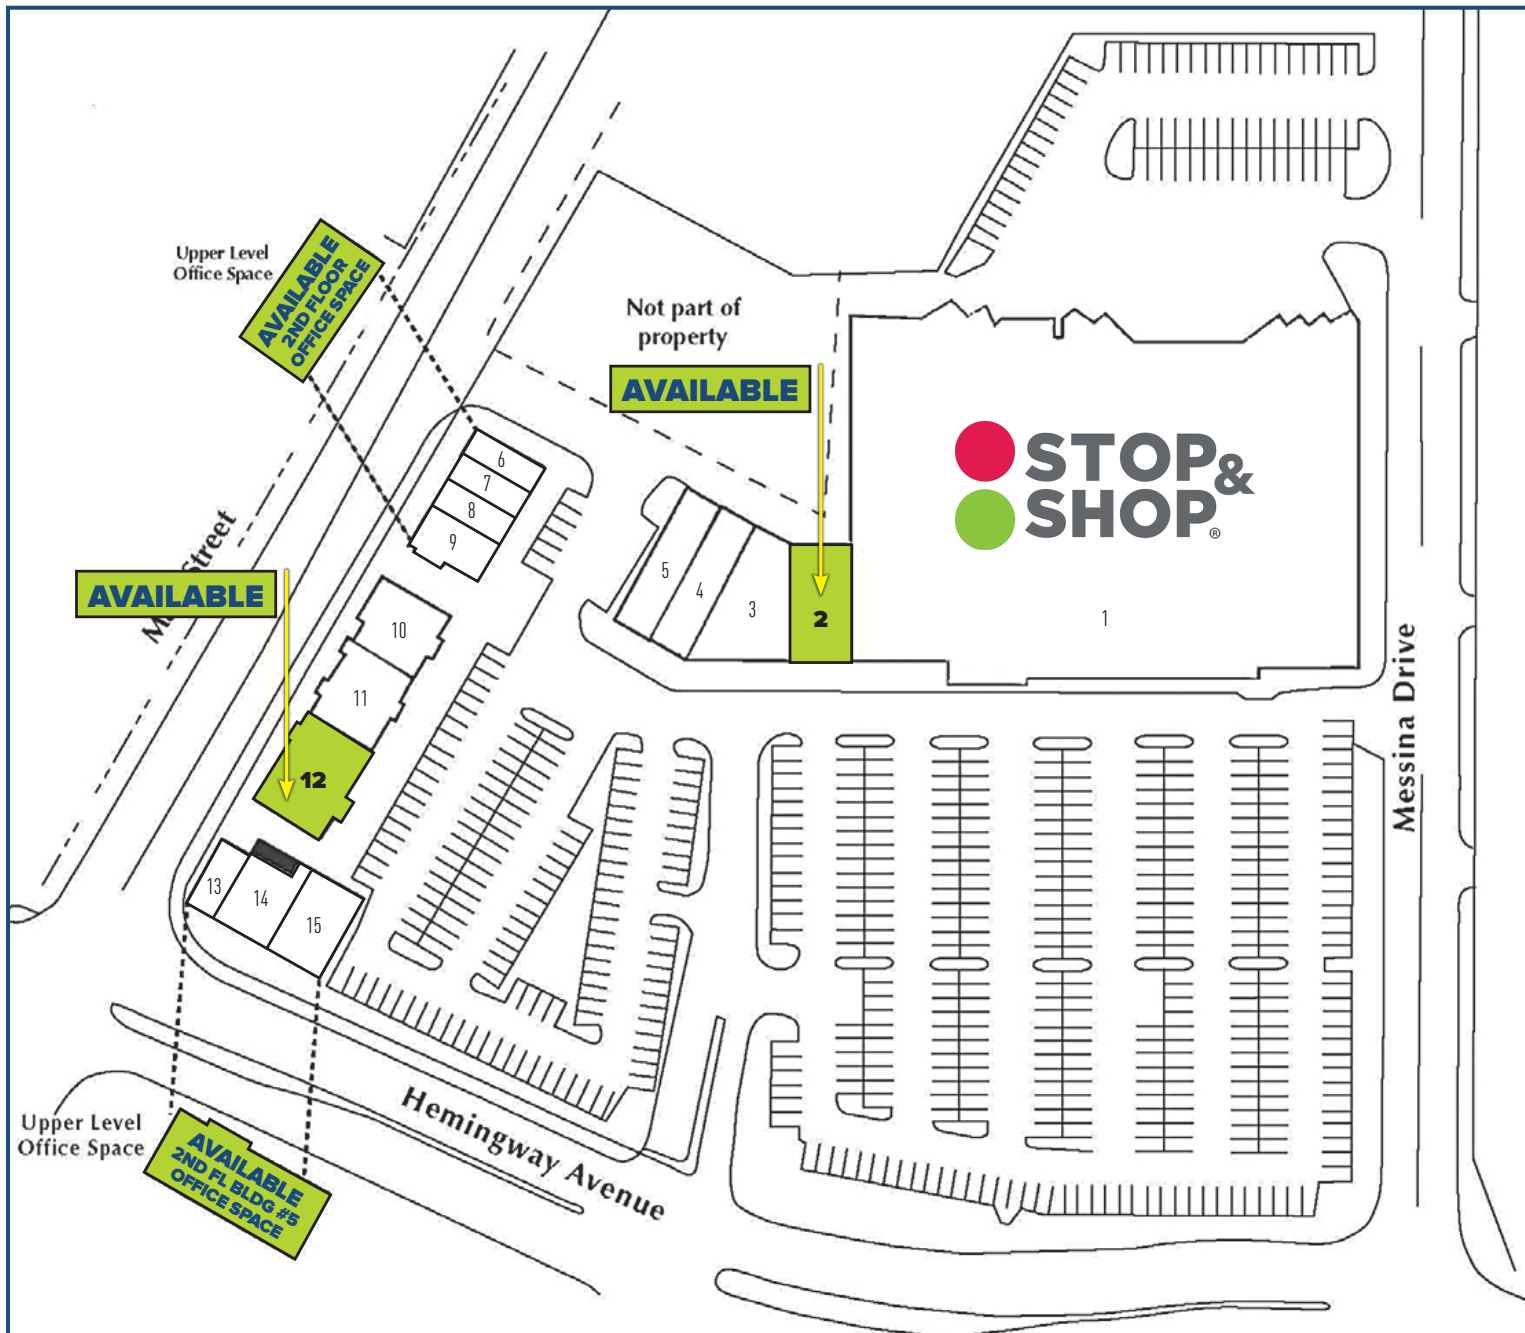 Upper Level
Office Space
AVAILABLE
2ND FLOOR
OFFICE SPACE
Not part of
property
AVAILABLE
STOP&
SHOP®
6
7
8
9
5
4
3
2
1
Street
AVAILABLE
10
11
12
13
14
15
Messina Drive
Hemingway Avenue
Upper Level
Office Space
AVAILABLE
2ND FL BLDG #5
OFFICE SPACE